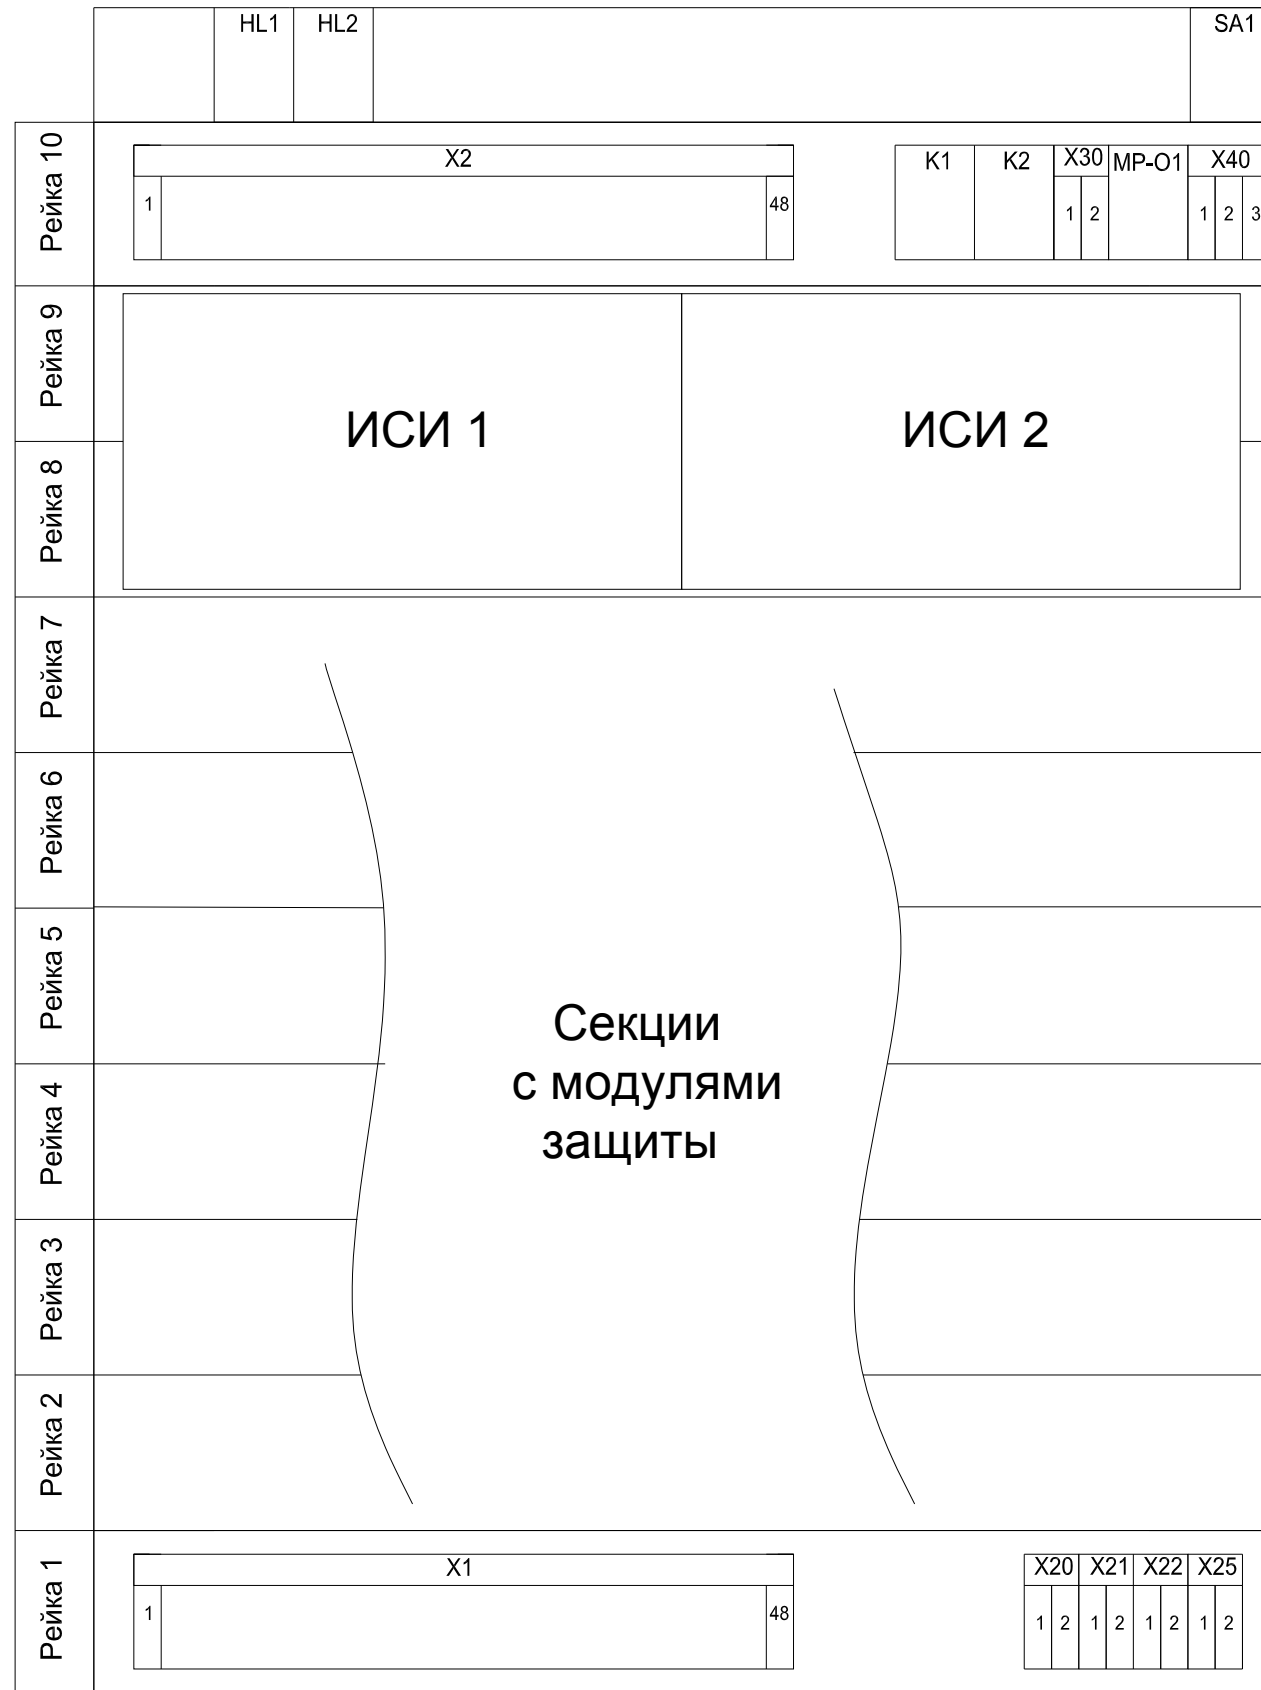 HL1 HL2 SA1
Рейка 10
X2
1 48
K1 K2 X30 MP-O1 X40
1 2 1 2 3
Рейка 9
ИСИ 1 ИСИ 2
Рейка 8
Рейка 7
Рейка 6
Рейка 5
Секции
с модулями
защиты
Рейка 4
Рейка 3
Рейка 2
Рейка 1
X1
1 48
X20 X21 X22 X25
1 2 1 2 1 2 1 2